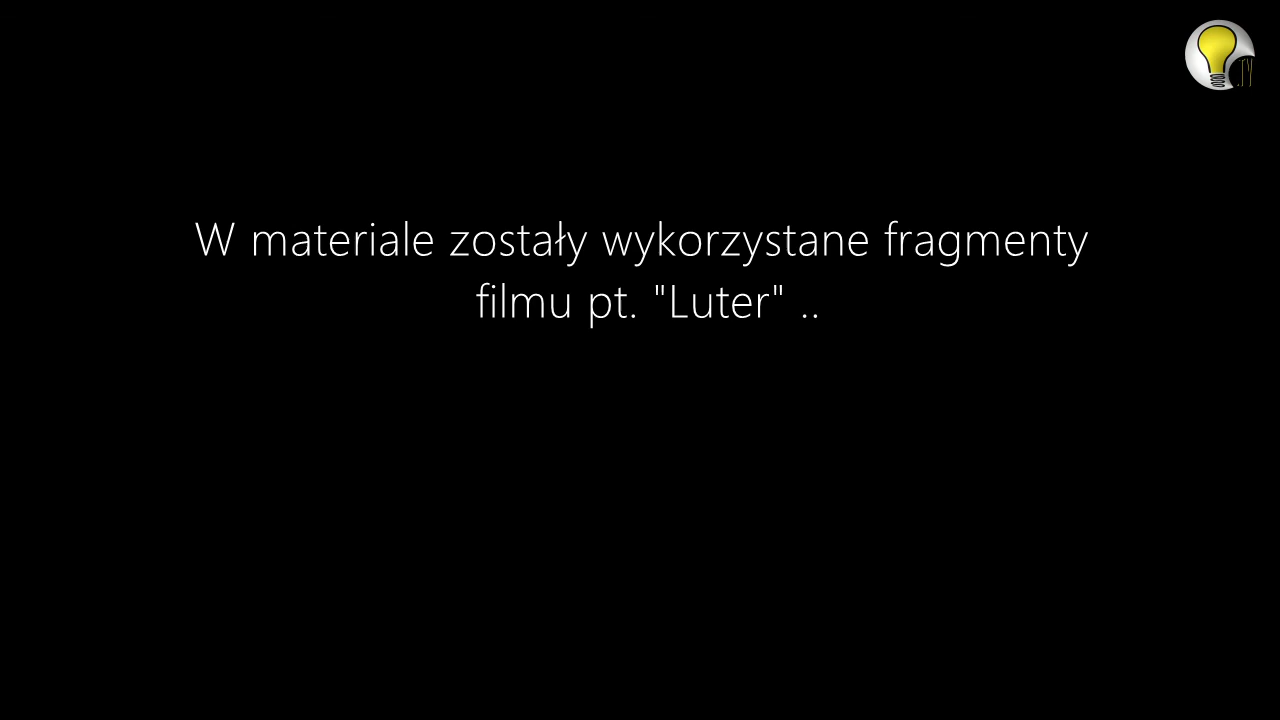 W materiale zostały wykorzystane fragmenty
filmu pt. "Luter" ..